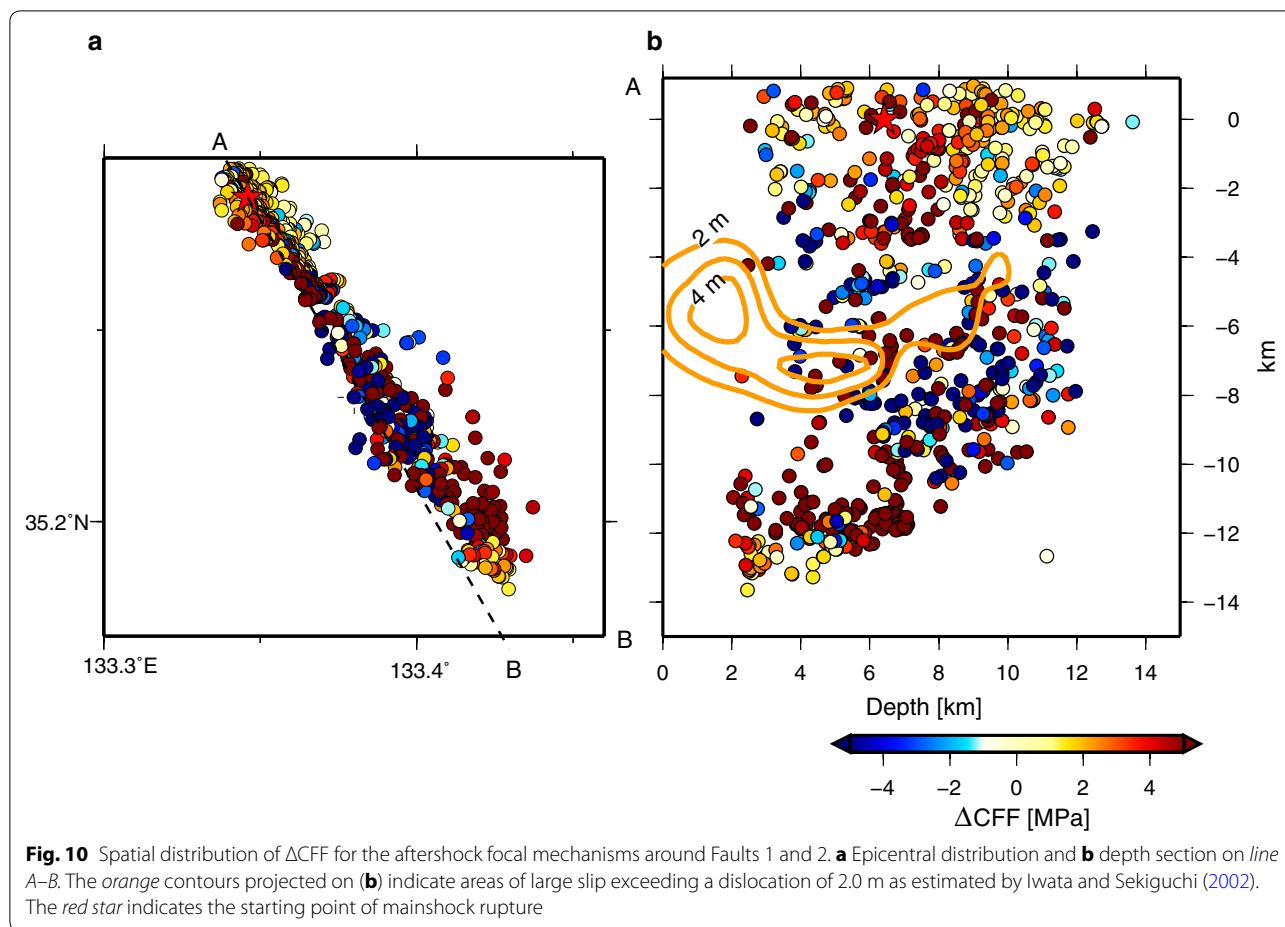 a
b
A
A
0
−2
2 m
4 m
−4
−6
km
−8
−10
35.2˚N
−12
−14
B
133.3˚E
133.4˚
B
0 2 4 6 8 10 12 14
Depth [km]
−4 −2 0 2 4
ΔCFF [MPa]
Fig. 10 Spatial distribution of ΔCFF for the aftershock focal mechanisms around Faults 1 and 2. a Epicentral distribution and b depth section on line
A–B. The orange contours projected on (b) indicate areas of large slip exceeding a dislocation of 2.0 m as estimated by Iwata and Sekiguchi (2002).
The red star indicates the starting point of mainshock rupture